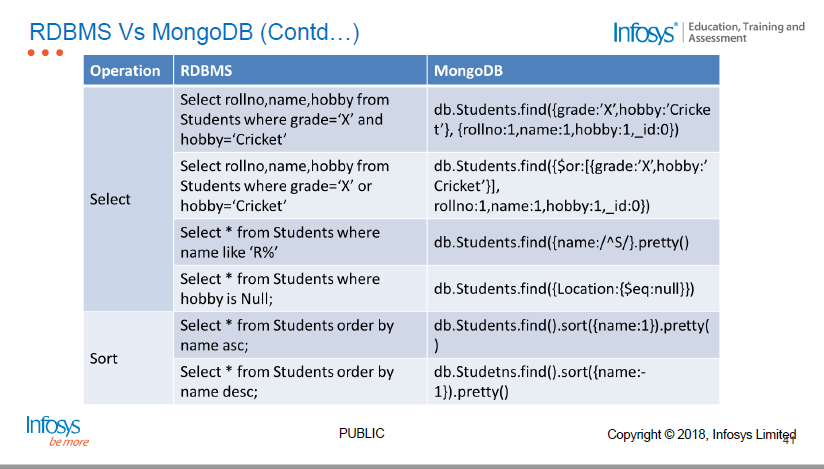 RDBMS Vs MongoDB (Contd…)
Infosys® | Education, Training and
Assessment
Operation RDBMS MongoDB
Select
Select rollno,name,hobby from
Students where grade=‘X’ and
hobby=‘Cricket’
db.Students.find({grade:’X’,hobby:’Cricke
t’}, {rollno:1,name:1,hobby:1,_id:0})
Select rollno,name,hobby from
Students where grade=‘X’ or
hobby=‘Cricket’
db.Students.find({$or:[{grade:’X’,hobby:’
Cricket’}],
rollno:1,name:1,hobby:1,_id:0})
Select * from Students where
name like ‘R%’
db.Students.find({name:/^S/}.pretty()
Select * from Students where
hobby is Null;
db.Students.find({Location:{$eq:null}})
Sort
Select * from Students order by
name asc;
db.Students.find().sort({name:1}).pretty(
)
Select * from Students order by
name desc;
db.Studetns.find().sort({name:-
1}).pretty()
Infosys
be more
PUBLIC
Copyright © 2018, Infosys Limited
41